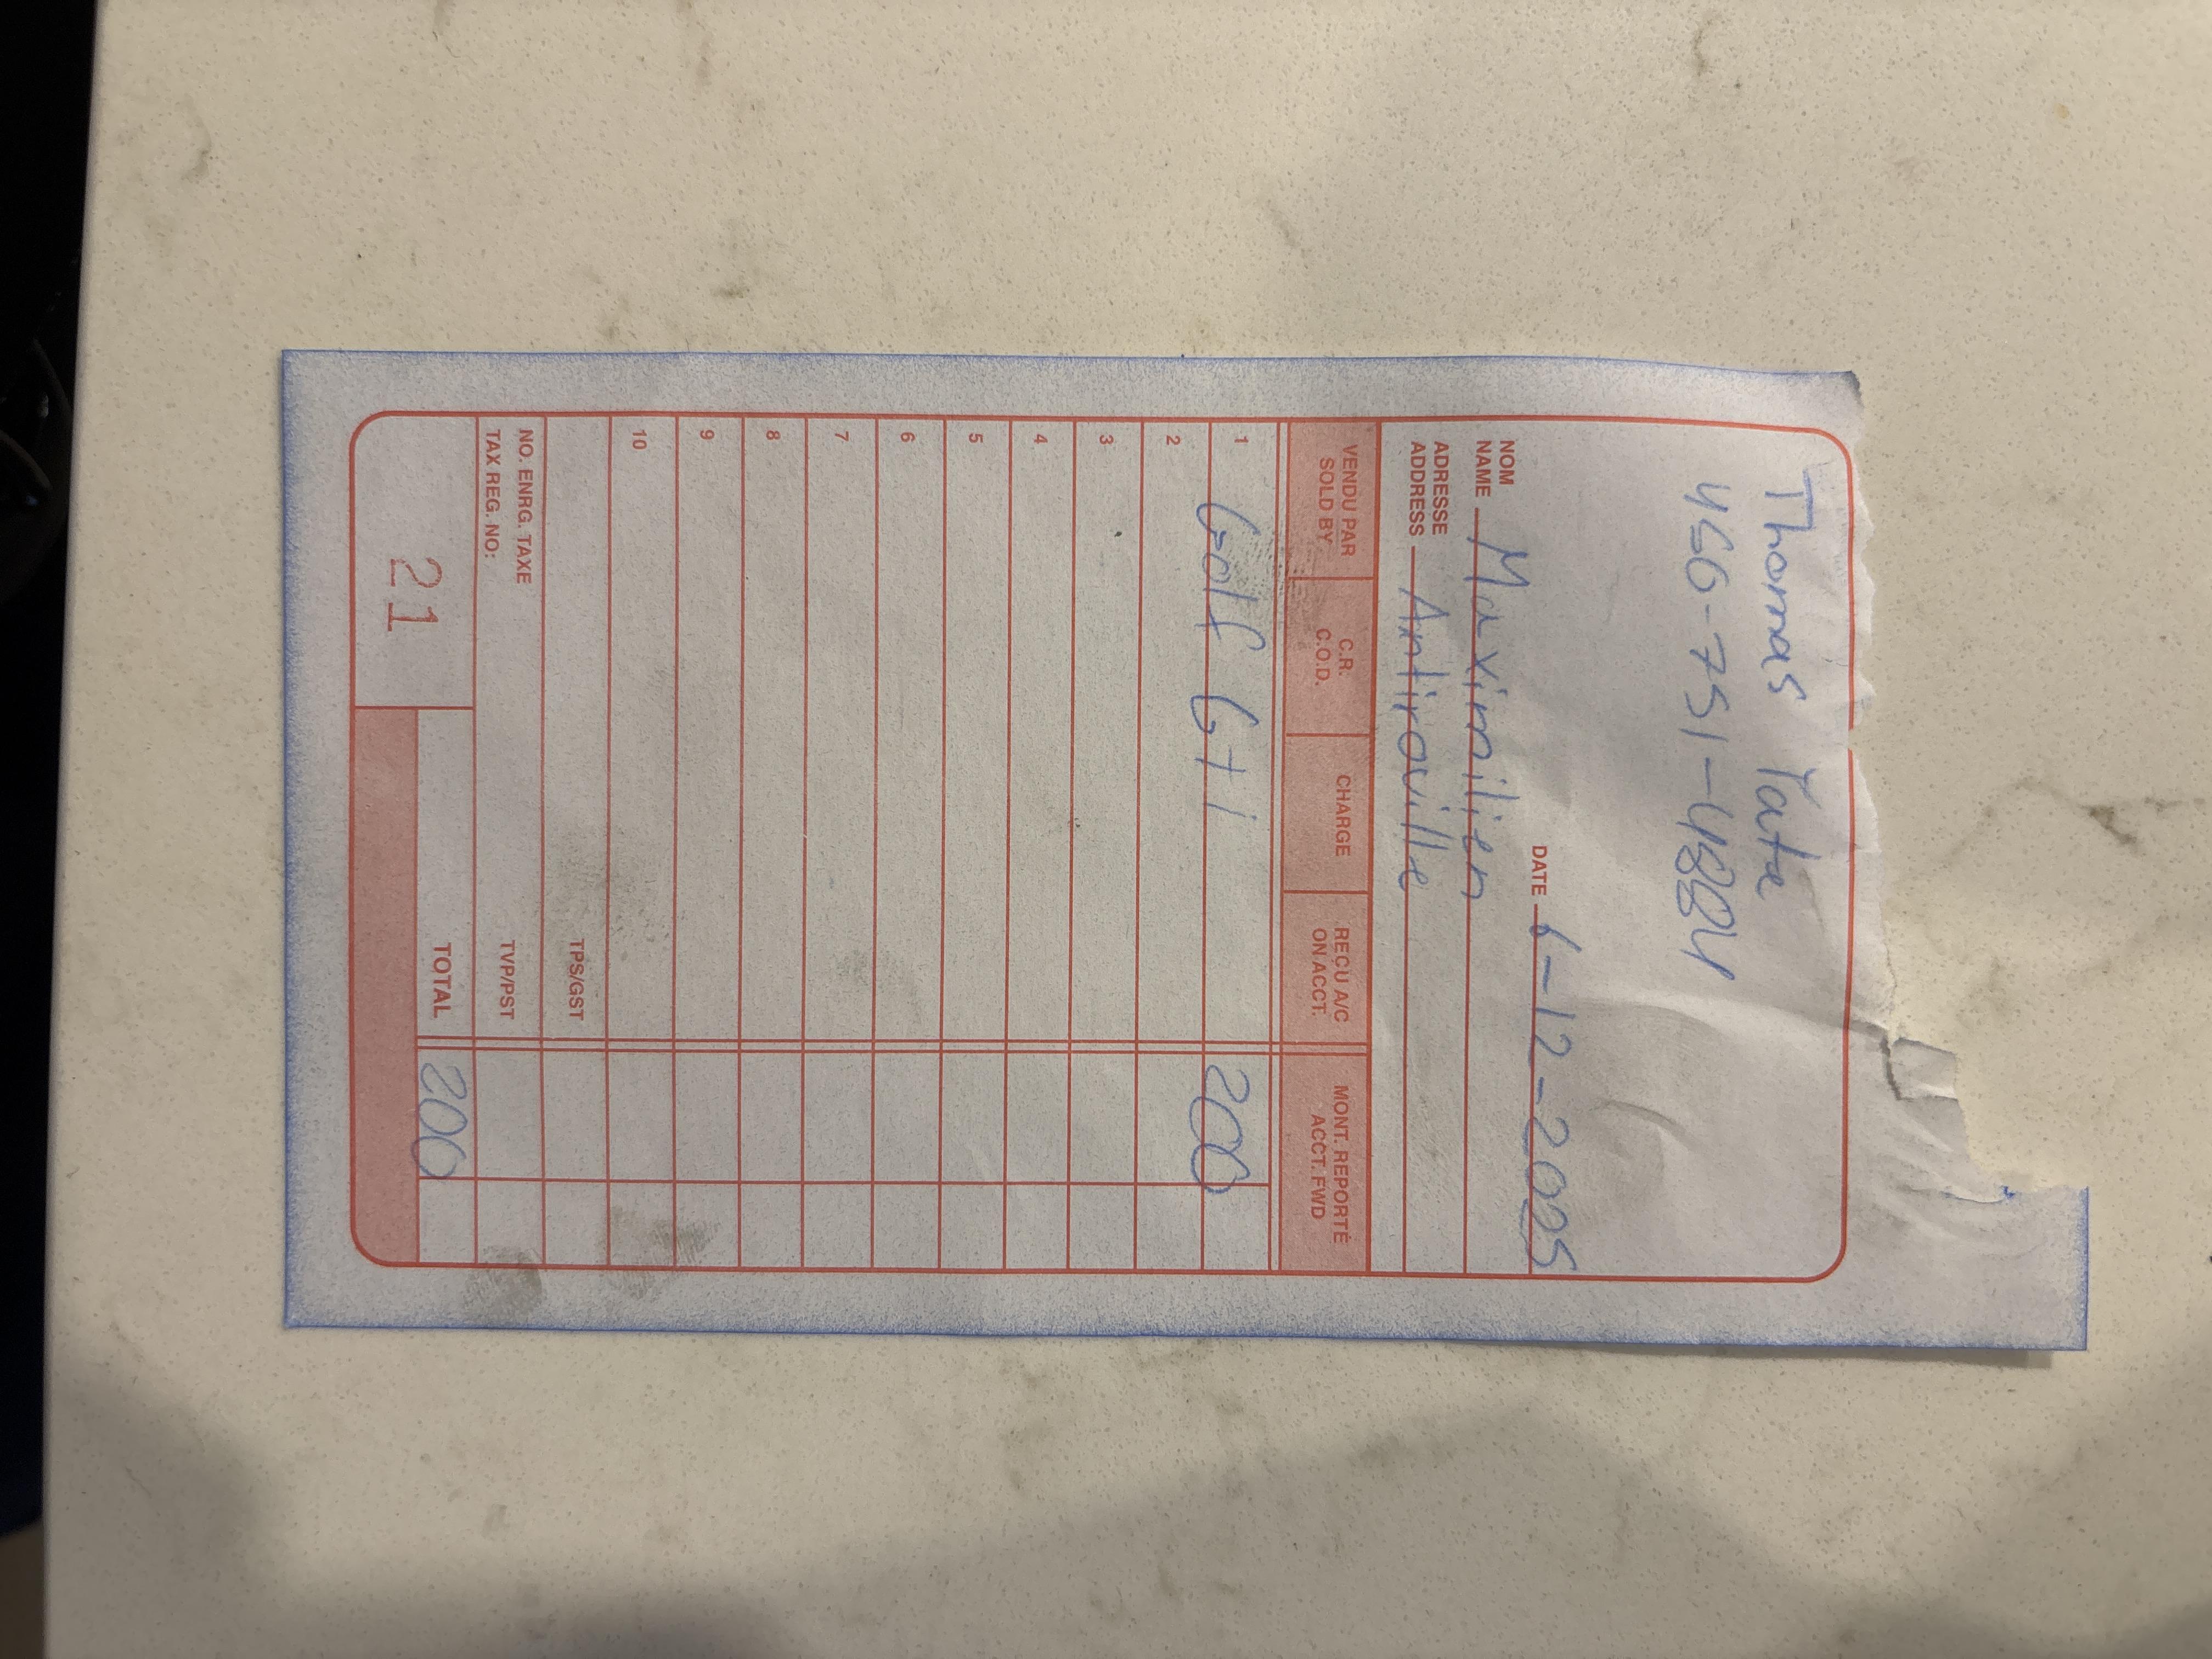 Thomas Yate
450-751-4884
DATE 6-12-2025
NOM
NAME Maximilien
ADRESSE
ADDRESS Antirouille
VENDU PAR
SOLD BY
C.R.
C.O.D.
CHARGE
REÇU A/C
ON ACCT.
MONT. REPORTÉ
ACCT. FWD
1 Golf Gti 200
2
3
4
5
6
7
8
9
10
TPS/GST
NO. ENRG. TAXE
TAX REG. NO:
TVP/PST
TOTAL 200
21